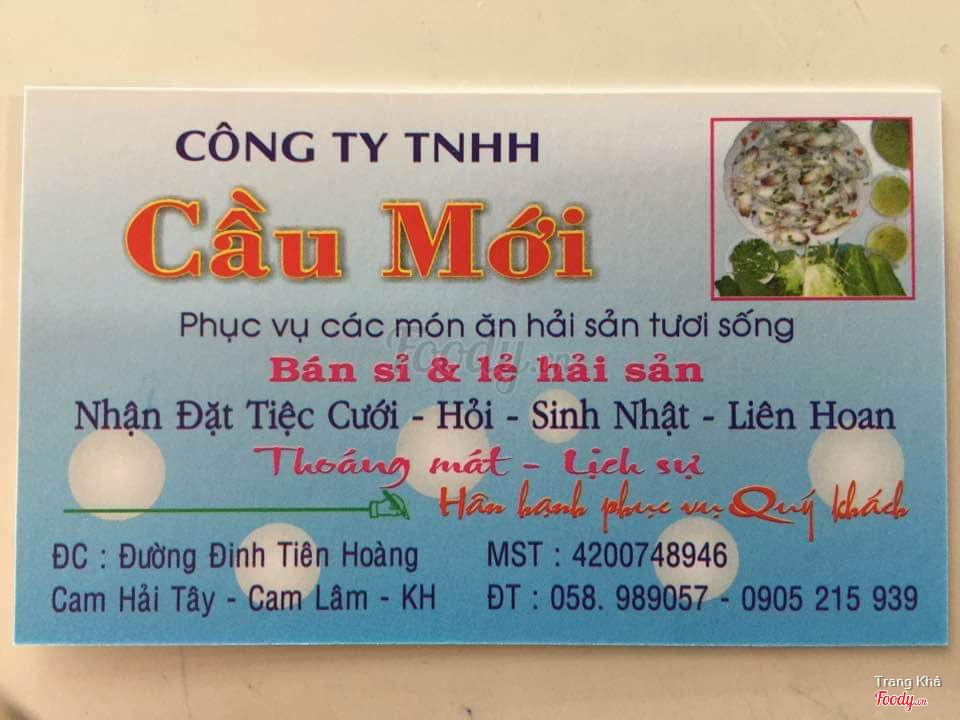 CÔNG TY TNHH
Cầu Mới
Phục vụ các món ăn hải sản tươi sống
Foody.vn
Bán sỉ & lẻ hải sản
Nhận Đặt Tiệc Cưới - Hỏi - Sinh Nhật - Liên Hoan
Thoáng mát - Lịch sự
Hân hạnh phục vụ Quý khách
ĐC : Đường Đinh Tiên Hoàng
Cam Hải Tây - Cam Lâm - KH
MST : 4200748946
ĐT : 058. 989057 - 0905 215 939
Trang Khả
Foody.vn